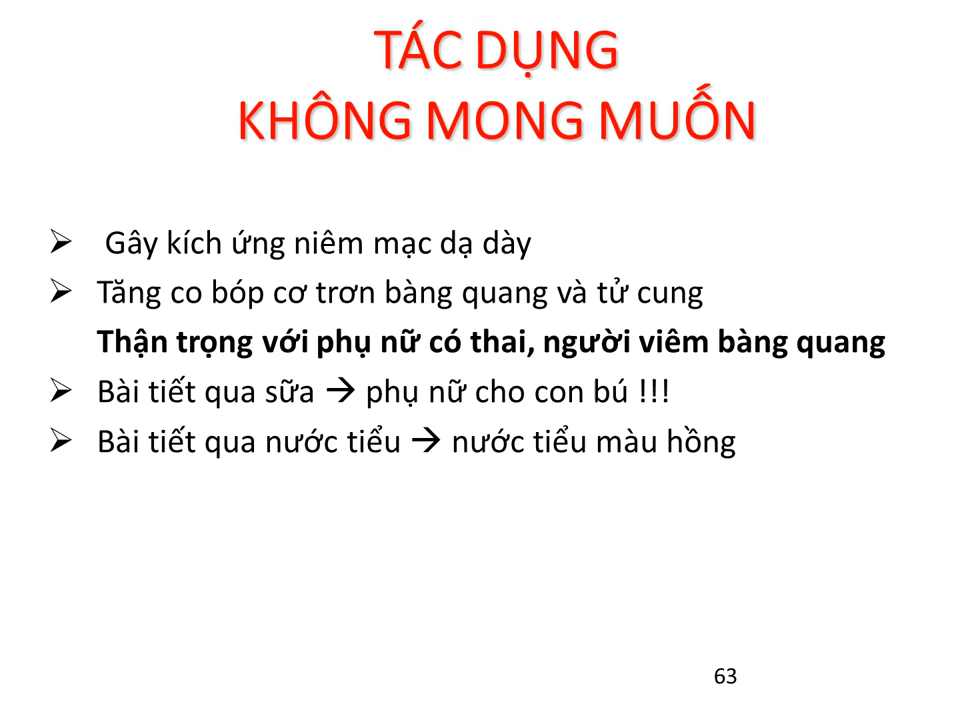 TÁC DỤNG
KHÔNG MONG MUỐN
➢ Gây kích ứng niêm mạc dạ dày
➢ Tăng co bóp cơ trơn bàng quang và tử cung
Thận trọng với phụ nữ có thai, người viêm bàng quang
➢ Bài tiết qua sữa → phụ nữ cho con bú !!!
➢ Bài tiết qua nước tiểu → nước tiểu màu hồng
63